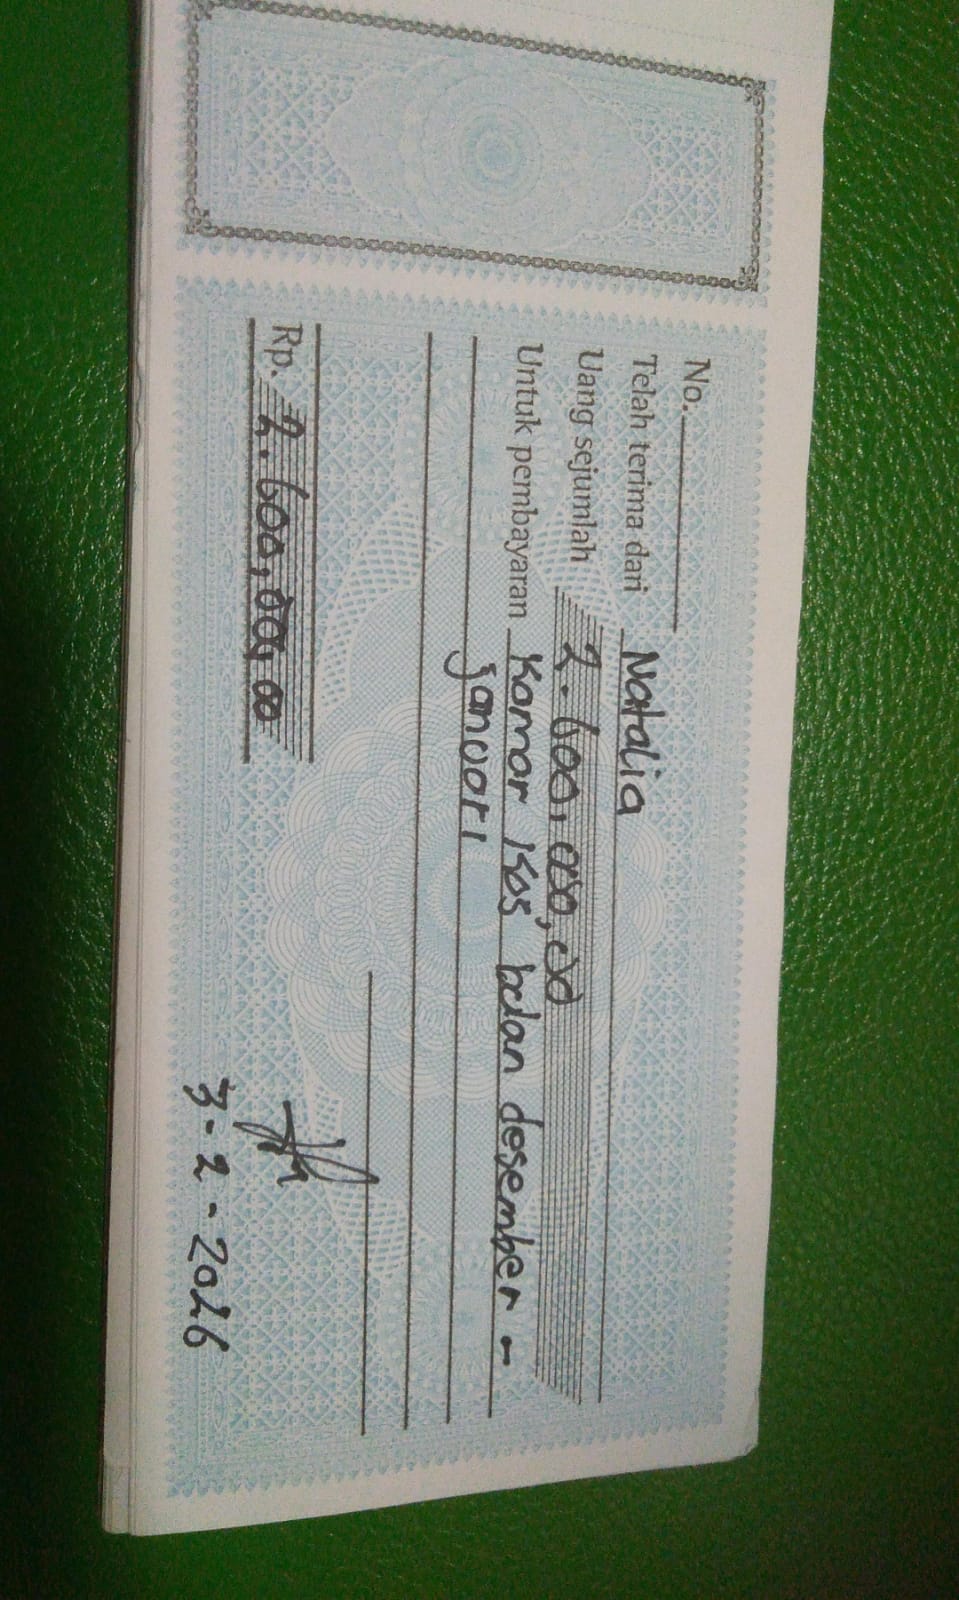 No.
Telah terima dari Natalia
Uang sejumlah 2.600,000,00
Untuk pembayaran Kamar Kos bulan desember -
januari
Rp. 2.600,000,00
3-2-2026